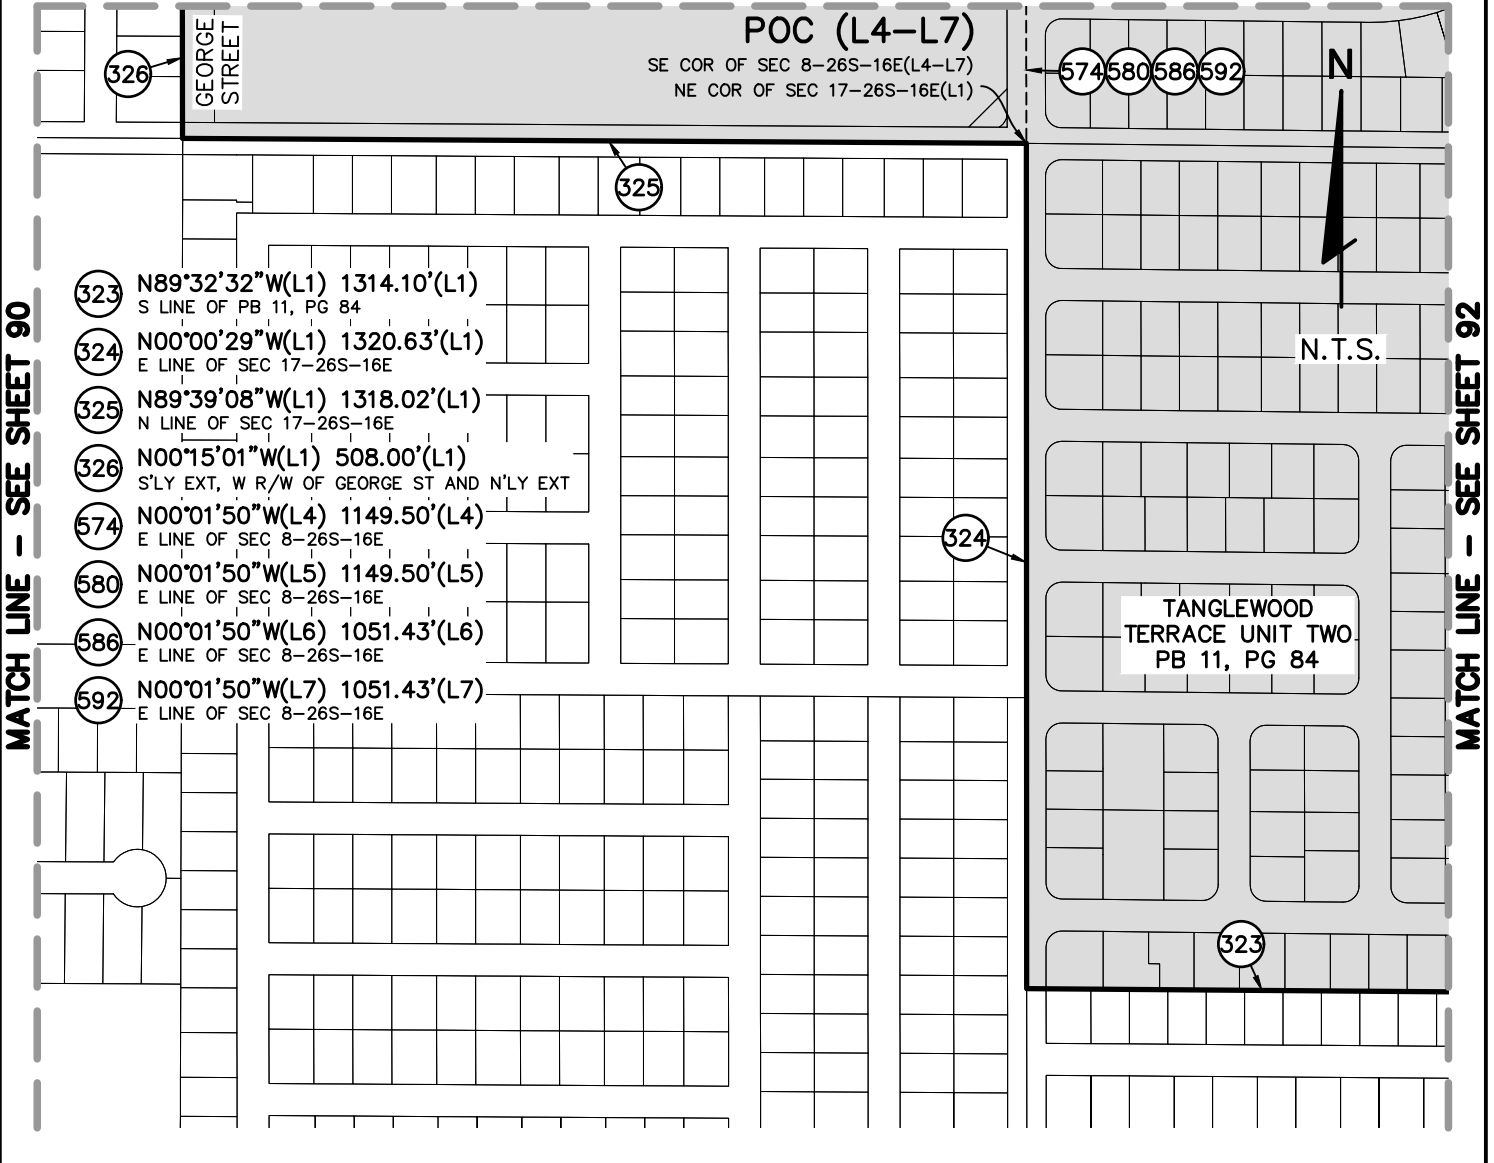 GEORGE
STREET
POC (L4-L7)
SE COR OF SEC 8-26S-16E(L4-L7)
NE COR OF SEC 17-26S-16E(L1)
326
574 580 586 592
N
325
N.T.S.
323 N89°32'32"W(L1) 1314.10'(L1)
S LINE OF PB 11, PG 84
324 N00°00'29"W(L1) 1320.63'(L1)
E LINE OF SEC 17-26S-16E
325 N89°39'08"W(L1) 1318.02'(L1)
N LINE OF SEC 17-26S-16E
326 N00°15'01"W(L1) 508.00'(L1)
S'LY EXT, W R/W OF GEORGE ST AND N'LY EXT
574 N00°01'50"W(L4) 1149.50'(L4)
E LINE OF SEC 8-26S-16E
580 N00°01'50"W(L5) 1149.50'(L5)
E LINE OF SEC 8-26S-16E
586 N00°01'50"W(L6) 1051.43'(L6)
E LINE OF SEC 8-26S-16E
592 N00°01'50"W(L7) 1051.43'(L7)
E LINE OF SEC 8-26S-16E
324
TANGLEWOOD
TERRACE UNIT TWO
PB 11, PG 84
323
MATCH LINE - SEE SHEET 90
MATCH LINE - SEE SHEET 92